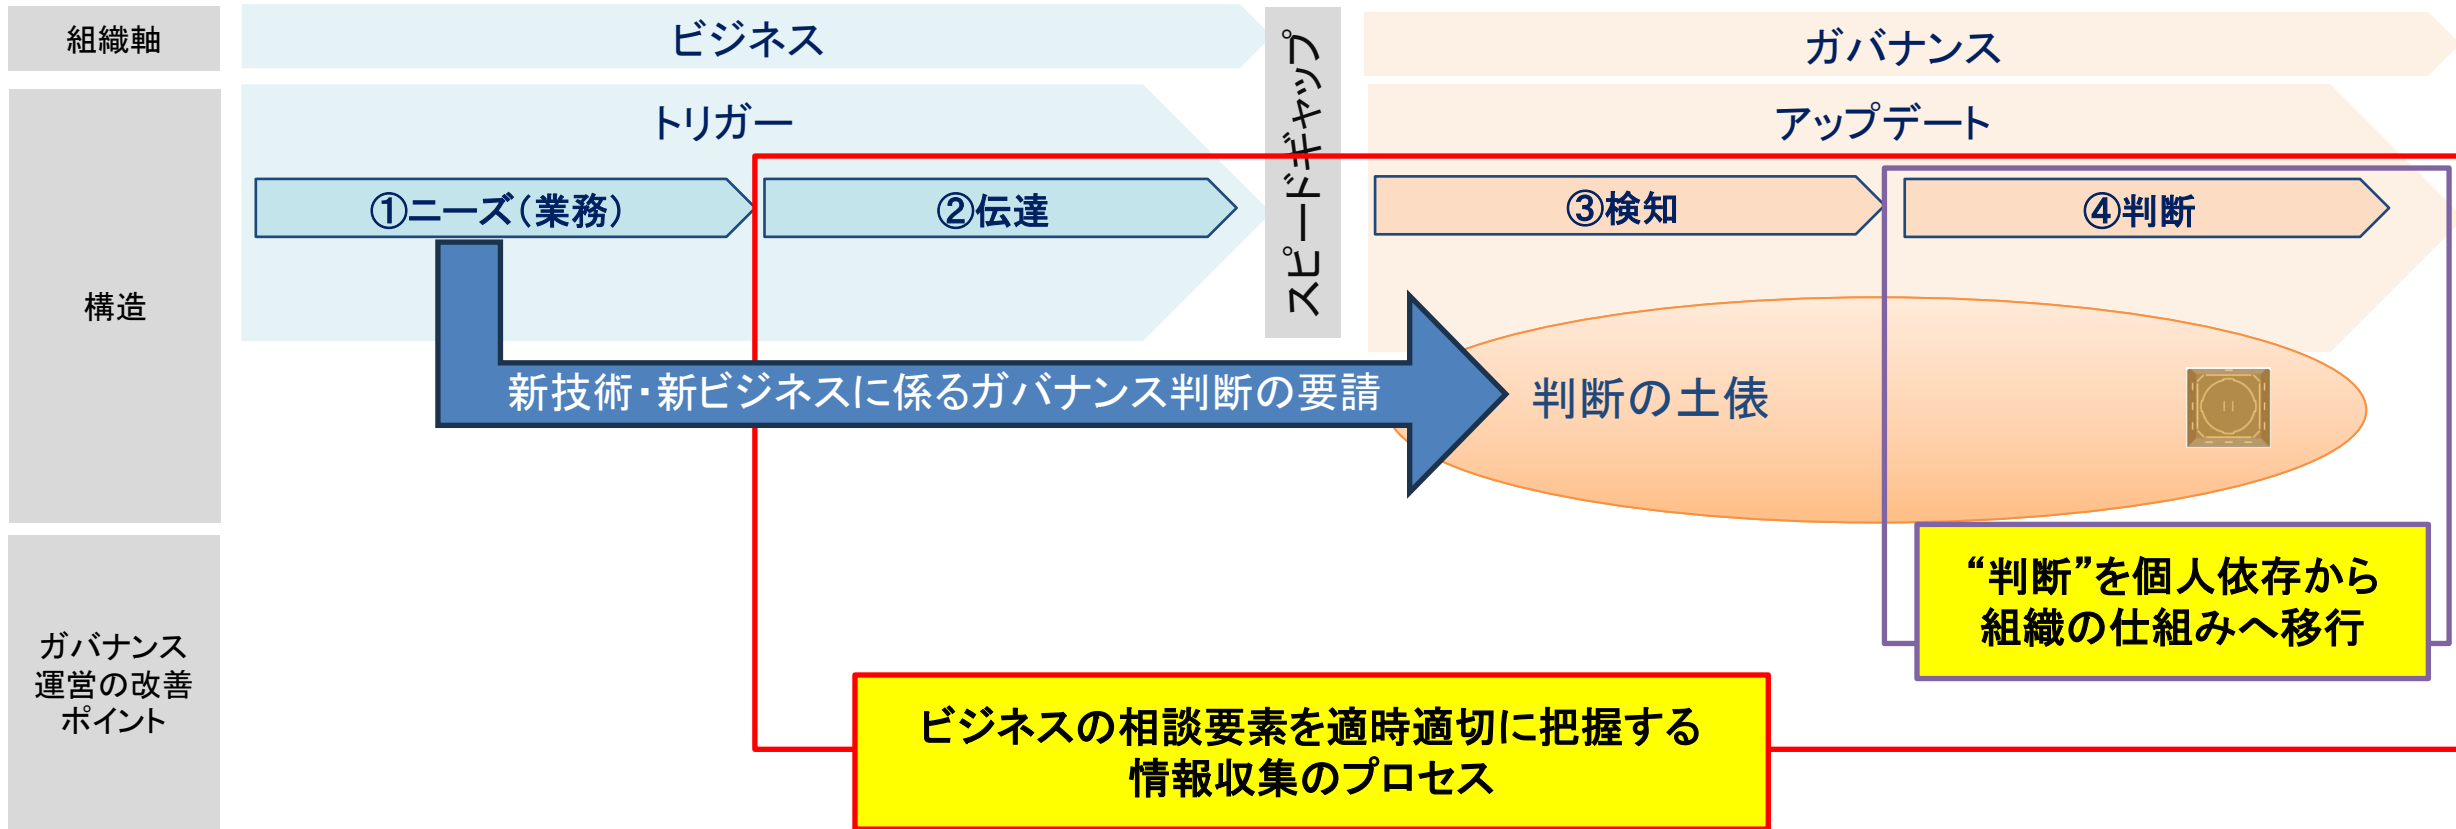 組織軸
ビジネス
スピードギャップ
ガバナンス
構造
トリガー
アップデート
①ニーズ（業務）
②伝達
③検知
④判断
新技術・新ビジネスに係るガバナンス判断の要請
判断の土俵
ガバナンス
運営の改善
ポイント
“判断”を個人依存から
組織の仕組みへ移行
ビジネスの相談要素を適時適切に把握する
情報収集のプロセス